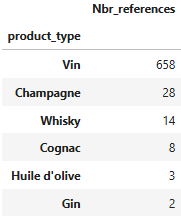 Nbr_references
product_type
Vin 658
Champagne 28
Whisky 14
Cognac 8
Huile d'olive 3
Gin 2